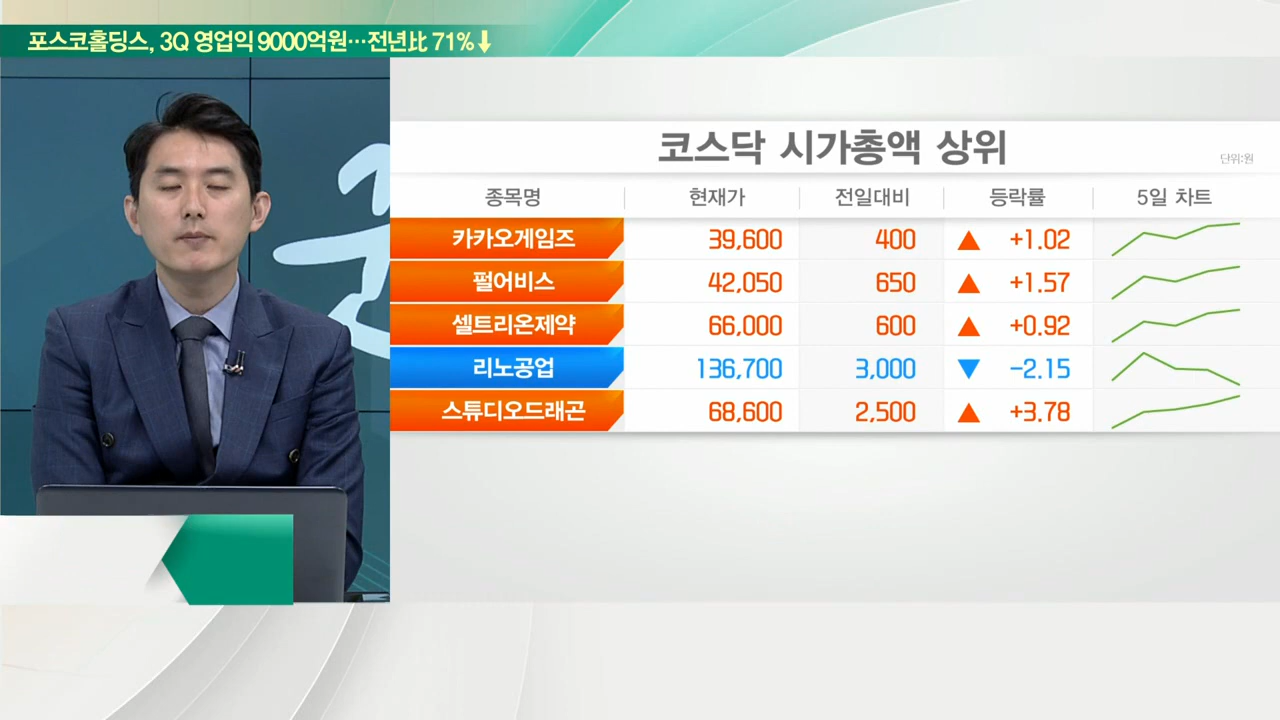 포스코홀딩스, 3Q 영업익 9000억원…전년比 71%⬇
코스닥 시가총액 상위
단위:원
종목명 현재가 전일대비 등락률 5일 차트
카카오게임즈 39,600 400 ▲ +1.02
펄어비스 42,050 650 ▲ +1.57
셀트리온제약 66,000 600 ▲ +0.92
리노공업 136,700 3,000 ▼ -2.15
스튜디오드래곤 68,600 2,500 ▲ +3.78